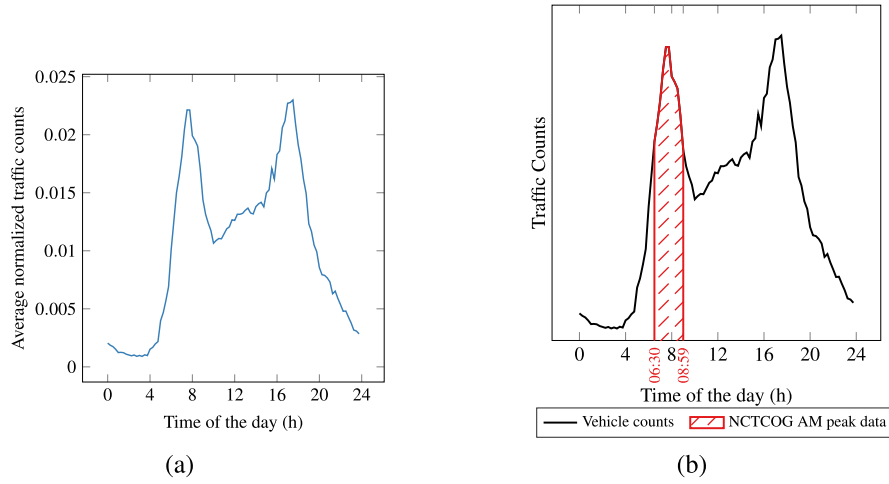 Average normalized traffic counts
0.025
0.02
0.015
0.01
0.005
0
0 4 8 12 16 20 24
Time of the day (h)
(a)
Traffic Counts
0 4 8 12 16 20 24
06:30
08:59
Time of the day (h)
Vehicle counts NCTCOG AM peak data
(b)